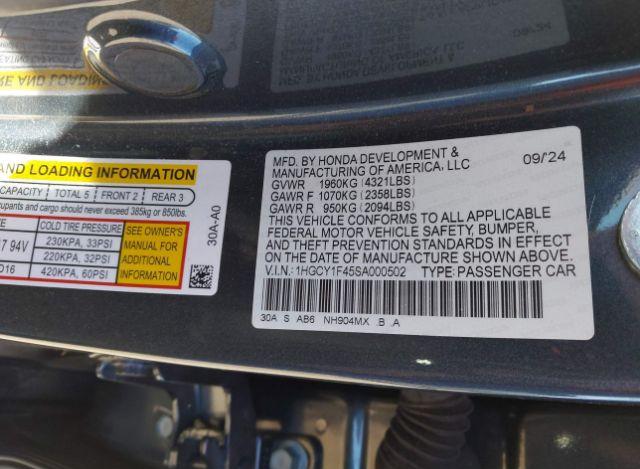 MFD. BY HONDA DEVELOPMENT &
MANUFACTURING OF AMERICA, LLC 09/24
GVWR 1960KG (4321LBS)
GAWR F 1070KG (2358LBS)
GAWR R 950KG (2094LBS)
THIS VEHICLE CONFORMS TO ALL APPLICABLE
FEDERAL MOTOR VEHICLE SAFETY, BUMPER,
AND THEFT PREVENTION STANDARDS IN EFFECT
ON THE DATE OF MANUFACTURE SHOWN ABOVE.
V.I.N.: 1HGCY1F45SA000502 TYPE: PASSENGER CAR
30A S AB6 NH904MX B A
AND LOADING INFORMATION
CAPACITY TOTAL 5 FRONT 2 REAR 3
cupants and cargo should never exceed 385kg or 850lbs.
COLD TIRE PRESSURE
17 94V 230KPA, 33PSI
220KPA, 32PSI
D16 420KPA, 60PSI
SEE OWNER'S
MANUAL FOR
ADDITIONAL
INFORMATION
30A-A0